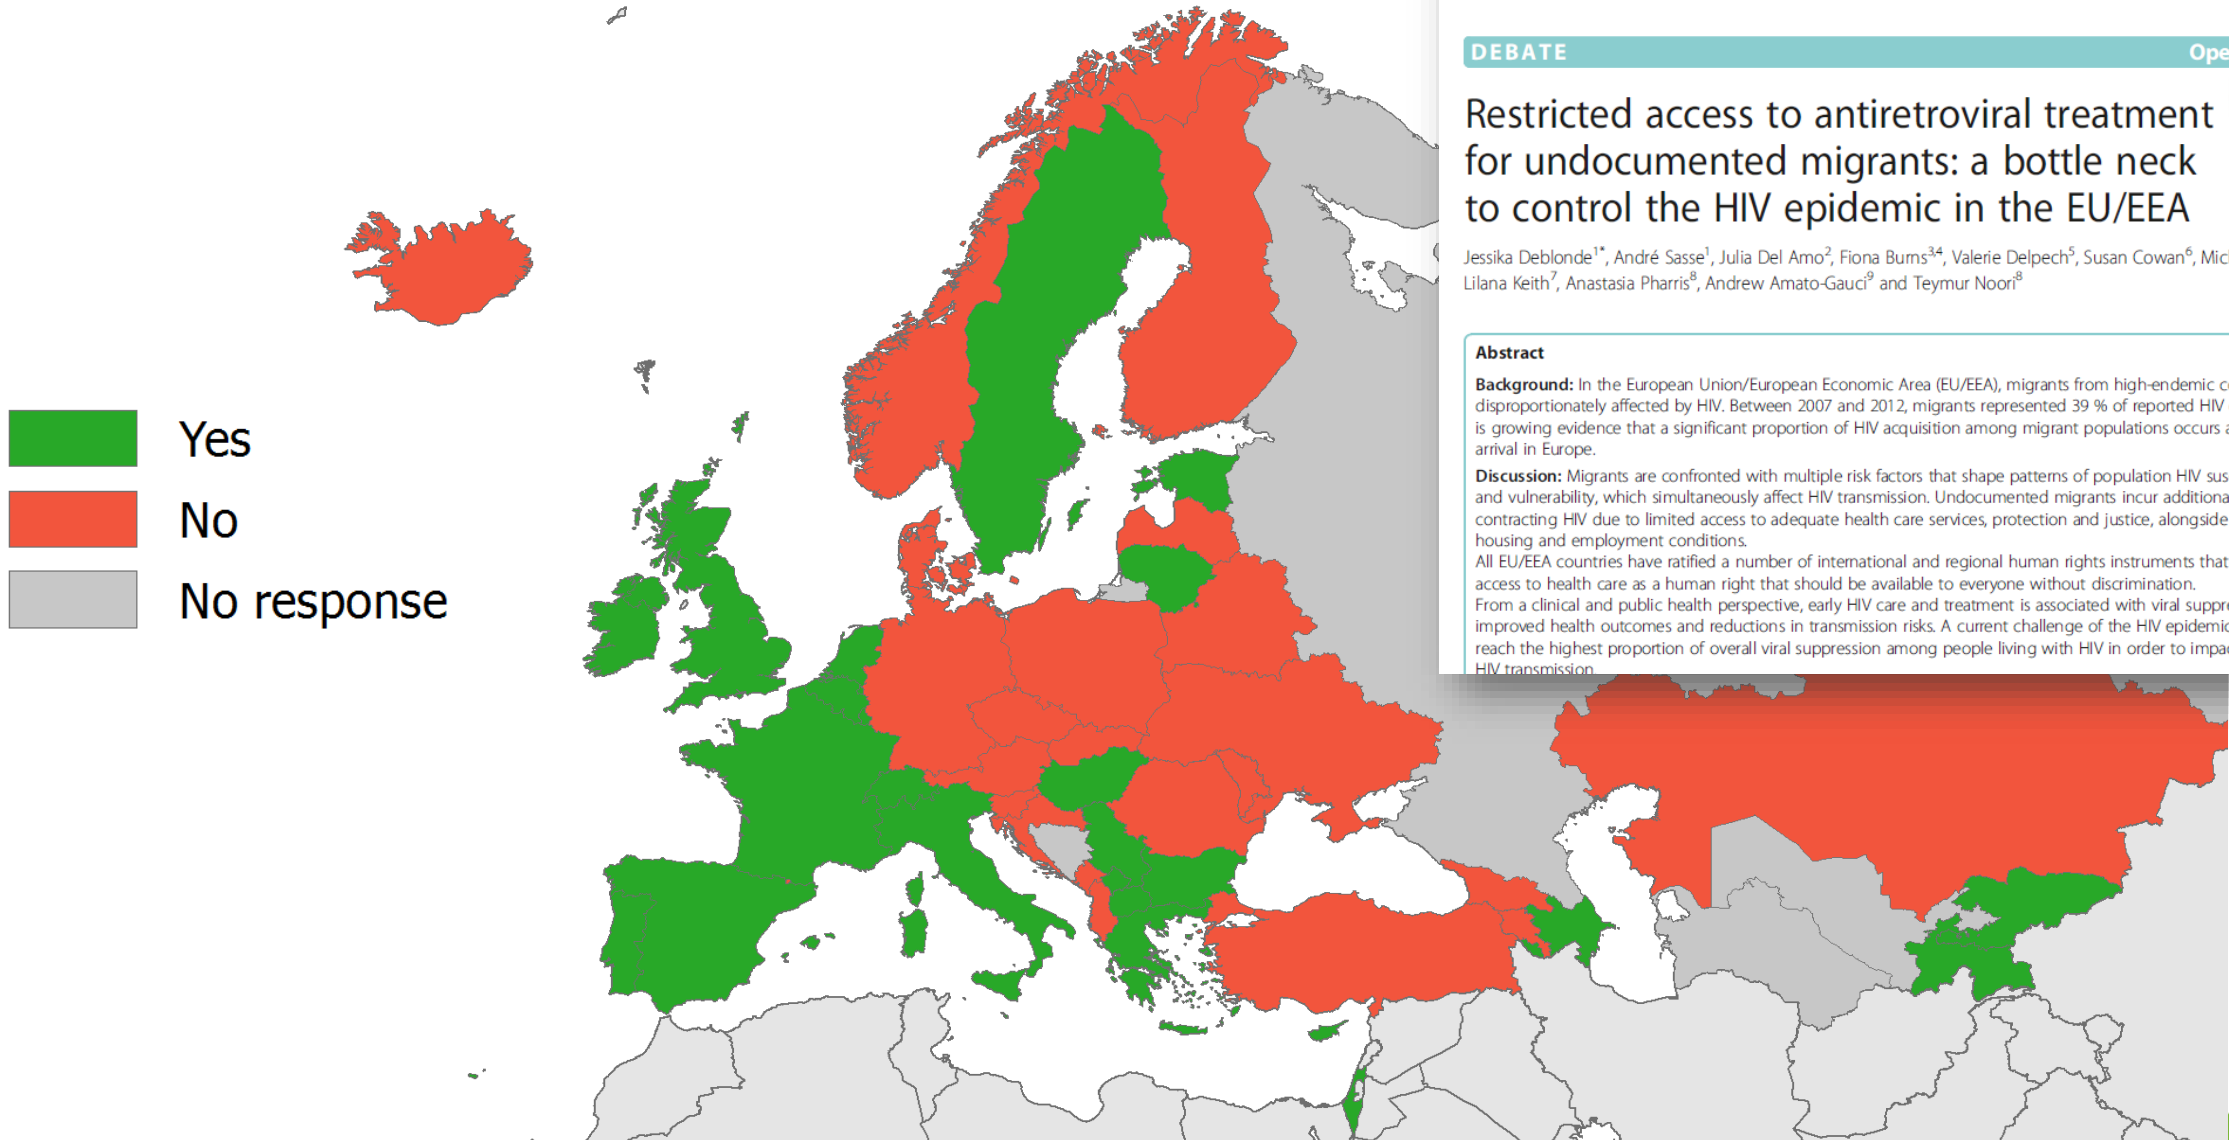 Yes
No
No response
DEBATE
Ope
Restricted access to antiretroviral treatment
for undocumented migrants: a bottle neck
to control the HIV epidemic in the EU/EEA
Jessika Deblonde1*, André Sasse1, Julia Del Amo2, Fiona Burns3,4, Valerie Delpech5, Susan Cowan6, Mic
Lilana Keith7, Anastasia Pharris8, Andrew Amato-Gauci9 and Teymur Noori8
Abstract
Background: In the European Union/European Economic Area (EU/EEA), migrants from high-endemic c
disproportionately affected by HIV. Between 2007 and 2012, migrants represented 39 % of reported HIV
is growing evidence that a significant proportion of HIV acquisition among migrant populations occurs a
arrival in Europe.
Discussion: Migrants are confronted with multiple risk factors that shape patterns of population HIV sus
and vulnerability, which simultaneously affect HIV transmission. Undocumented migrants incur additiona
contracting HIV due to limited access to adequate health care services, protection and justice, alongside
housing and employment conditions.
All EU/EEA countries have ratified a number of international and regional human rights instruments that
access to health care as a human right that should be available to everyone without discrimination.
From a clinical and public health perspective, early HIV care and treatment is associated with viral suppre
improved health outcomes and reductions in transmission risks. A current challenge of the HIV epidemic
reach the highest proportion of overall viral suppression among people living with HIV in order to impa
HIV transmission